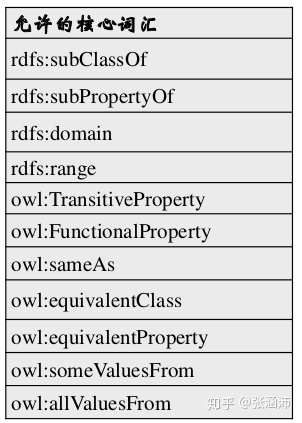 允许的核心词汇
rdfs:subClassOf
rdfs:subPropertyOf
rdfs:domain
rdfs:range
owl:TransitiveProperty
owl:FunctionalProperty
owl:sameAs
owl:equivalentClass
owl:equivalentProperty
owl:someValuesFrom
owl:allValuesFrom
知乎 @张涵沛